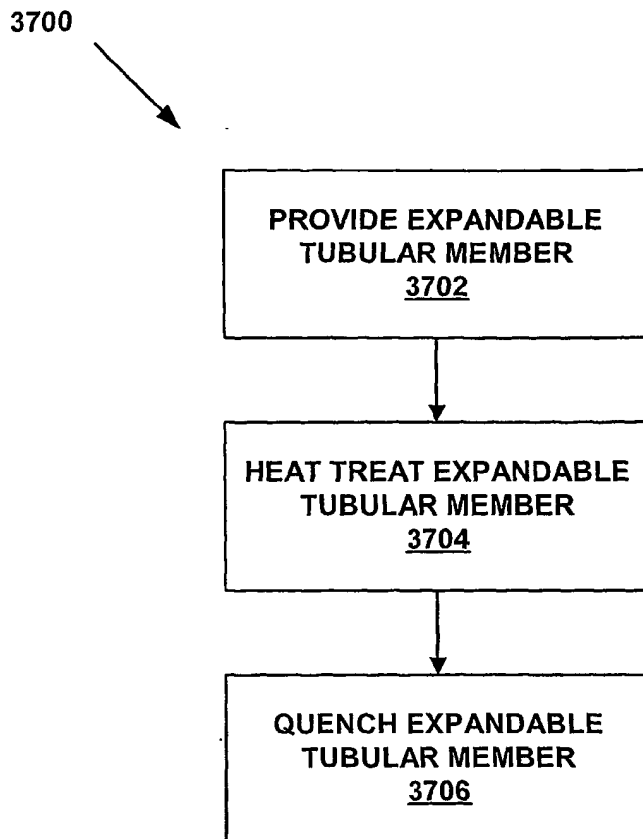 3700
PROVIDE EXPANDABLE
TUBULAR MEMBER
3702
HEAT TREAT EXPANDABLE
TUBULAR MEMBER
3704
QUENCH EXPANDABLE
TUBULAR MEMBER
3706